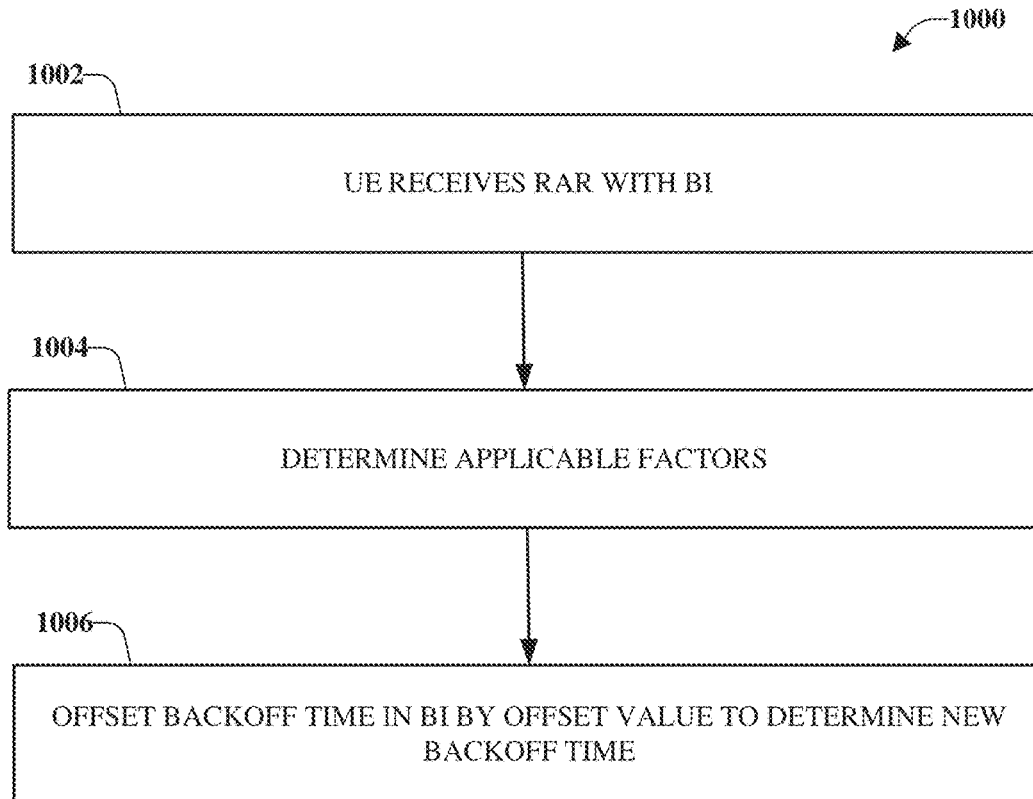 1000
1002
UE RECEIVES RAR WITH BI
1004
DETERMINE APPLICABLE FACTORS
1006
OFFSET BACKOFF TIME IN BI BY OFFSET VALUE TO DETERMINE NEW
BACKOFF TIME